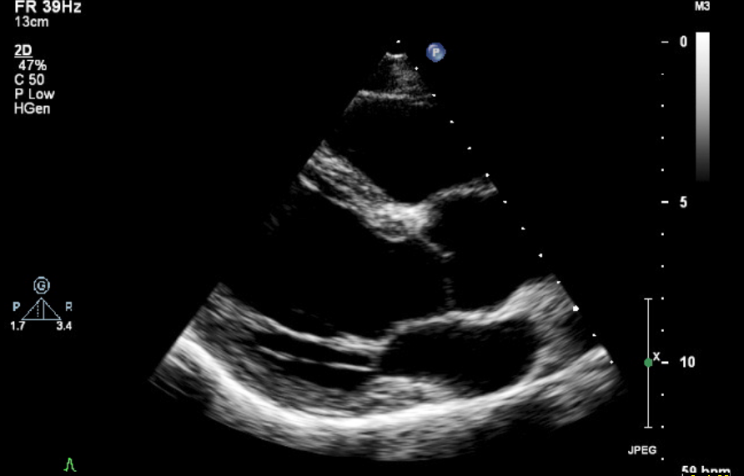 FR 39Hz
13cm
2D
47%
C 50
P Low
HGen
M3
P
0
5
G
P R
1.7 3.4
x
10
JPEG
59 bpm